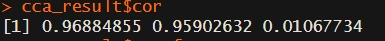 > cca_result$cor
[1] 0.96884855 0.95902632 0.01067734